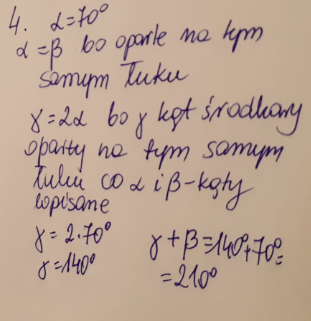 4. α=70°
α=β bo oparte na tym
samym łuku
γ=2α bo γ kąt środkowy
oparty na tym samym
łuku co α i β-kąty
wpisane
γ=2·70°
γ=140°
γ+β=140°+70°=
=210°